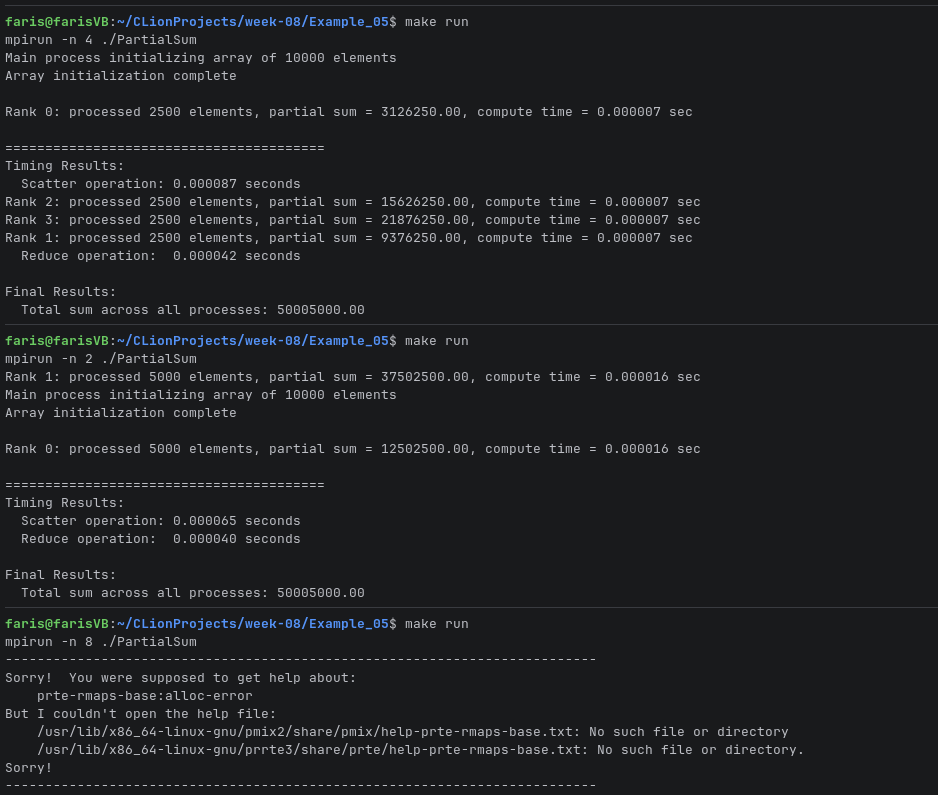 faris@farisVB:~/CLionProjects/week-08/Example_05$ make run
mpirun -n 4 ./PartialSum
Main process initializing array of 10000 elements
Array initialization complete

Rank 0: processed 2500 elements, partial sum = 3126250.00, compute time = 0.000007 sec

========================================
Timing Results:
  Scatter operation: 0.000087 seconds
Rank 2: processed 2500 elements, partial sum = 15626250.00, compute time = 0.000007 sec
Rank 3: processed 2500 elements, partial sum = 21876250.00, compute time = 0.000007 sec
Rank 1: processed 2500 elements, partial sum = 9376250.00, compute time = 0.000007 sec
  Reduce operation:  0.000042 seconds

Final Results:
  Total sum across all processes: 50005000.00
faris@farisVB:~/CLionProjects/week-08/Example_05$ make run
mpirun -n 2 ./PartialSum
Rank 1: processed 5000 elements, partial sum = 37502500.00, compute time = 0.000016 sec
Main process initializing array of 10000 elements
Array initialization complete

Rank 0: processed 5000 elements, partial sum = 12502500.00, compute time = 0.000016 sec

========================================
Timing Results:
  Scatter operation: 0.000065 seconds
  Reduce operation:  0.000040 seconds

Final Results:
  Total sum across all processes: 50005000.00
faris@farisVB:~/CLionProjects/week-08/Example_05$ make run
mpirun -n 8 ./PartialSum
--------------------------------------------------------------------------
Sorry!  You were supposed to get help about:
    prte-rmaps-base:alloc-error
But I couldn't open the help file:
    /usr/lib/x86_64-linux-gnu/pmix2/share/pmix/help-prte-rmaps-base.txt: No such file or directory
    /usr/lib/x86_64-linux-gnu/prrte3/share/prte/help-prte-rmaps-base.txt: No such file or directory.
Sorry!
--------------------------------------------------------------------------